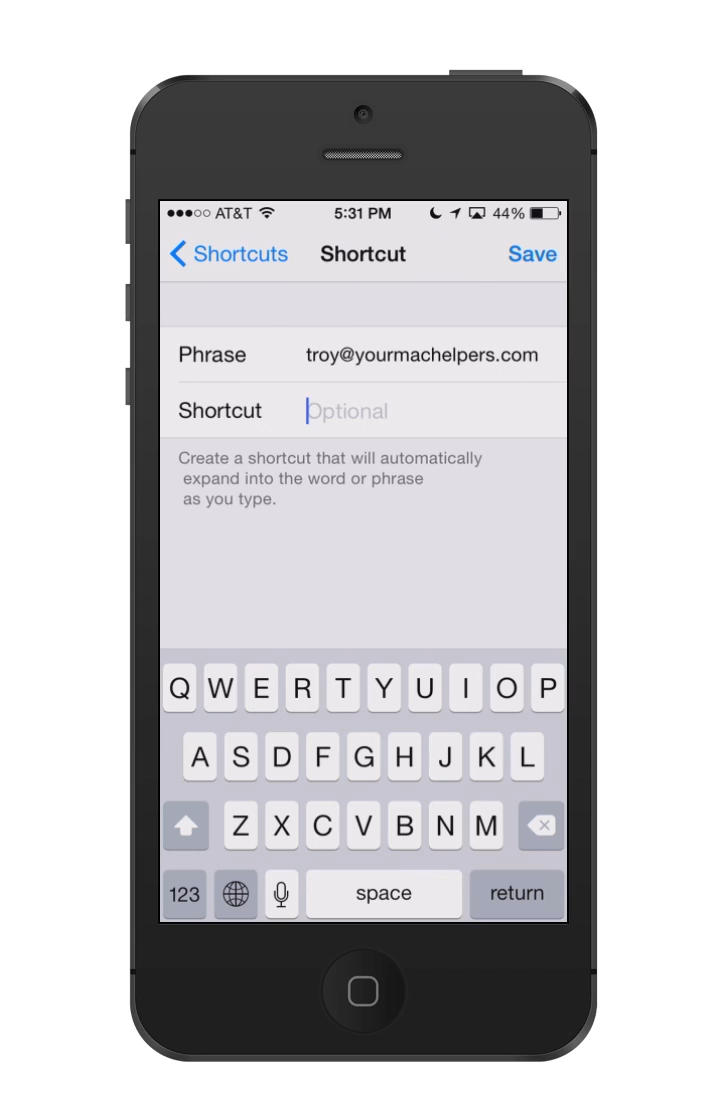 AT&T 5:31 PM 44%
Shortcuts Shortcut Save
Phrase troy@yourmachelpers.com
Shortcut Optional
Create a shortcut that will automatically
expand into the word or phrase
as you type.
Q W E R T Y U I O P
A S D F G H J K L
Z X C V B N M
123 space return